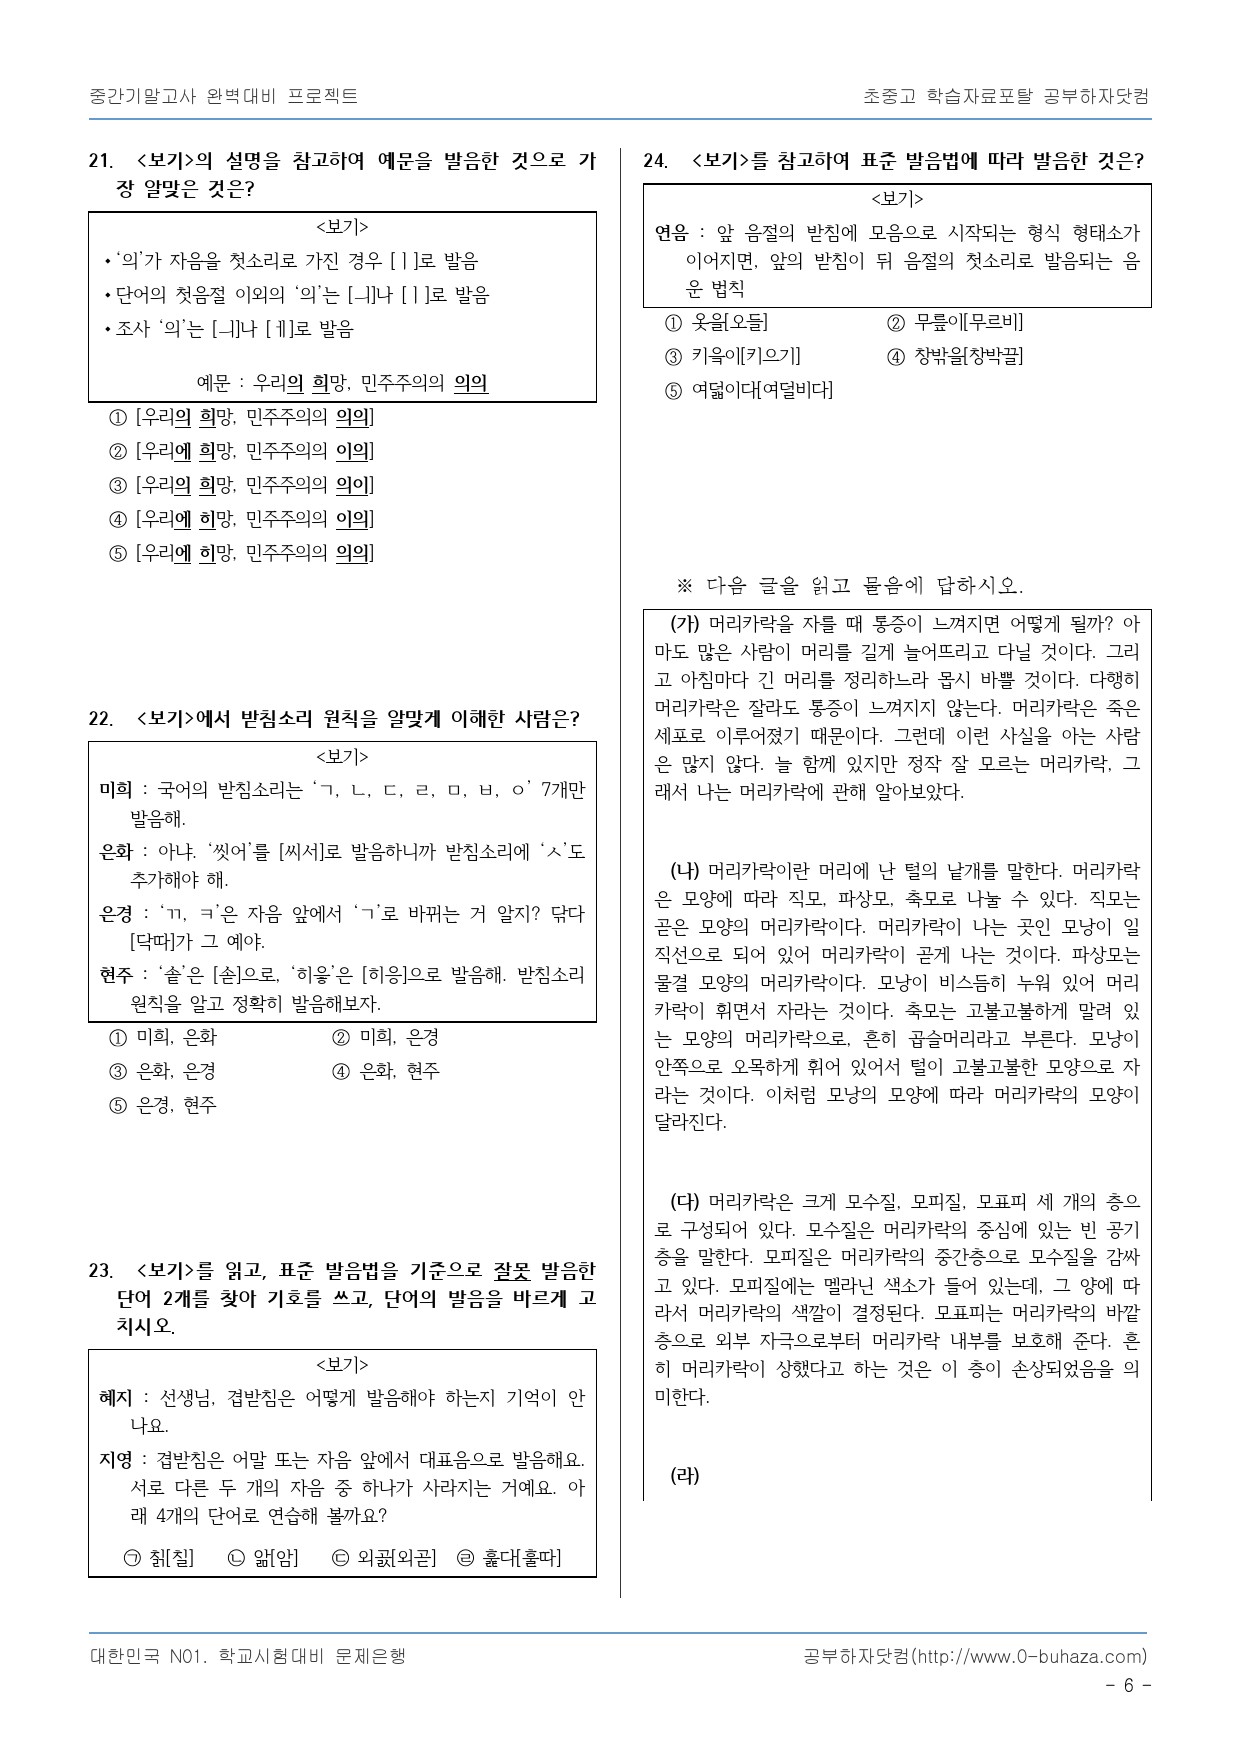 중간기말고사 완벽대비 프로젝트
초중고 학습자료포탈 공부하자닷컴
21. <보기>의 설명을 참고하여 예문을 발음한 것으로 가
장 알맞은 것은?
<보기>
• ‘의’가 자음을 첫소리로 가진 경우 [ㅣ]로 발음
• 단어의 첫음절 이외의 ‘의’는 [ㅢ]나 [ㅣ]로 발음
• 조사 ‘의’는 [ㅢ]나 [ㅔ]로 발음
예문 : 우리의 희망, 민주주의의 의의
① [우리의 희망, 민주주의의 의의]
② [우리에 희망, 민주주의의 이의]
③ [우리의 희망, 민주주의의 의이]
④ [우리에 히망, 민주주의의 이의]
⑤ [우리에 히망, 민주주의의 의의]
22. <보기>에서 받침소리 원칙을 알맞게 이해한 사람은?
<보기>
미희 : 국어의 받침소리는 ‘ㄱ, ㄴ, ㄷ, ㄹ, ㅁ, ㅂ, ㅇ’ 7개만
발음해.
은화 : 아냐. ‘씻어’를 [씨서]로 발음하니까 받침소리에 ‘ㅅ’도
추가해야 해.
은경 : ‘ㄲ, ㅋ’은 자음 앞에서 ‘ㄱ’로 바뀌는 거 알지? 닦다
[닥따]가 그 예야.
현주 : ‘솥’은 [솓]으로, ‘히읗’은 [히응]으로 발음해. 받침소리
원칙을 알고 정확히 발음해보자.
① 미희, 은화
② 미희, 은경
③ 은화, 은경
④ 은화, 현주
⑤ 은경, 현주
23. <보기>를 읽고, 표준 발음법을 기준으로 잘못 발음한
단어 2개를 찾아 기호를 쓰고, 단어의 발음을 바르게 고
치시오.
<보기>
혜지 : 선생님, 겹받침은 어떻게 발음해야 하는지 기억이 안
나요.
지영 : 겹받침은 어말 또는 자음 앞에서 대표음으로 발음해요.
서로 다른 두 개의 자음 중 하나가 사라지는 거예요. 아
래 4개의 단어로 연습해 볼까요?
㉠ 칡[칠] ㉡ 앎[암] ㉢ 외곬[외곧] ㉣ 훑다[훌따]
24. <보기>를 참고하여 표준 발음법에 따라 발음한 것은?
<보기>
연음 : 앞 음절의 받침에 모음으로 시작되는 형식 형태소가
이어지면, 앞의 받침이 뒤 음절의 첫소리로 발음되는 음
운 법칙
① 옷을[오들]
② 무릎이[무르비]
③ 키읔이[키으기]
④ 창밖을[창박끌]
⑤ 여덟이다[여덜비다]
※ 다음 글을 읽고 물음에 답하시오.
(가) 머리카락을 자를 때 통증이 느껴지면 어떻게 될까? 아
마도 많은 사람이 머리를 길게 늘어뜨리고 다닐 것이다. 그리
고 아침마다 긴 머리를 정리하느라 몹시 바쁠 것이다. 다행히
머리카락은 잘라도 통증이 느껴지지 않는다. 머리카락은 죽은
세포로 이루어졌기 때문이다. 그런데 이런 사실을 아는 사람
은 많지 않다. 늘 함께 있지만 정작 잘 모르는 머리카락, 그
래서 나는 머리카락에 관해 알아보았다.
(나) 머리카락이란 머리에 난 털의 낱개를 말한다. 머리카락
은 모양에 따라 직모, 파상모, 축모로 나눌 수 있다. 직모는
곧은 모양의 머리카락이다. 머리카락이 나는 곳인 모낭이 일
직선으로 되어 있어 머리카락이 곧게 나는 것이다. 파상모는
물결 모양의 머리카락이다. 모낭이 비스듬히 누워 있어 머리
카락이 휘면서 자라는 것이다. 축모는 고불고불하게 말려 있
는 모양의 머리카락으로, 흔히 곱슬머리라고 부른다. 모낭이
안쪽으로 오목하게 휘어 있어서 털이 고불고불한 모양으로 자
라는 것이다. 이처럼 모낭의 모양에 따라 머리카락의 모양이
달라진다.
(다) 머리카락은 크게 모수질, 모피질, 모표피 세 개의 층으
로 구성되어 있다. 모수질은 머리카락의 중심에 있는 빈 공기
층을 말한다. 모피질은 머리카락의 중간층으로 모수질을 감싸
고 있다. 모피질에는 멜라닌 색소가 들어 있는데, 그 양에 따
라서 머리카락의 색깔이 결정된다. 모표피는 머리카락의 바깥
층으로 외부 자극으로부터 머리카락 내부를 보호해 준다. 흔
히 머리카락이 상했다고 하는 것은 이 층이 손상되었음을 의
미한다.
(라)
대한민국 N01. 학교시험대비 문제은행
공부하자닷컴(http://www.0-buhaza.com)
- 6 -